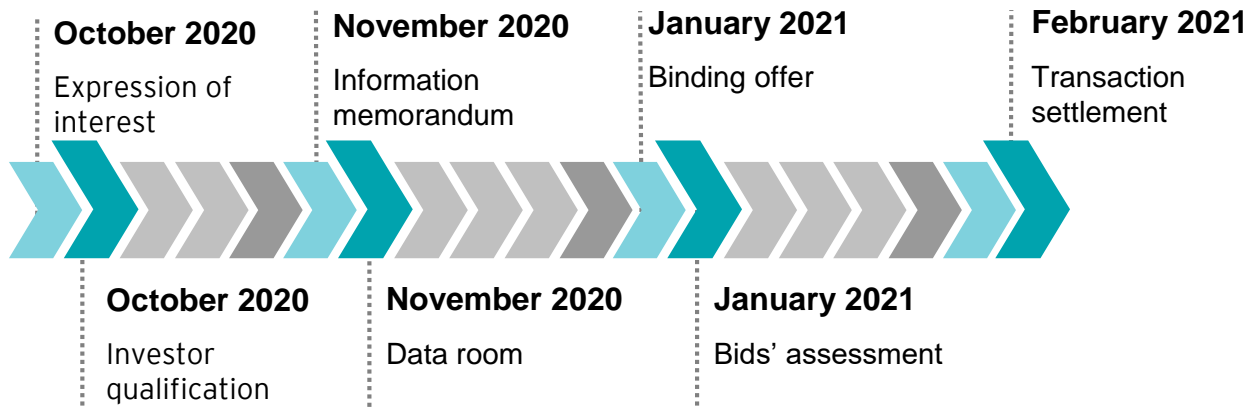 October 2020
Expression of
interest
November 2020
Information
memorandum
January 2021
Binding offer
February 2021
Transaction
settlement
October 2020
Investor
qualification
November 2020
Data room
January 2021
Bids’ assessment